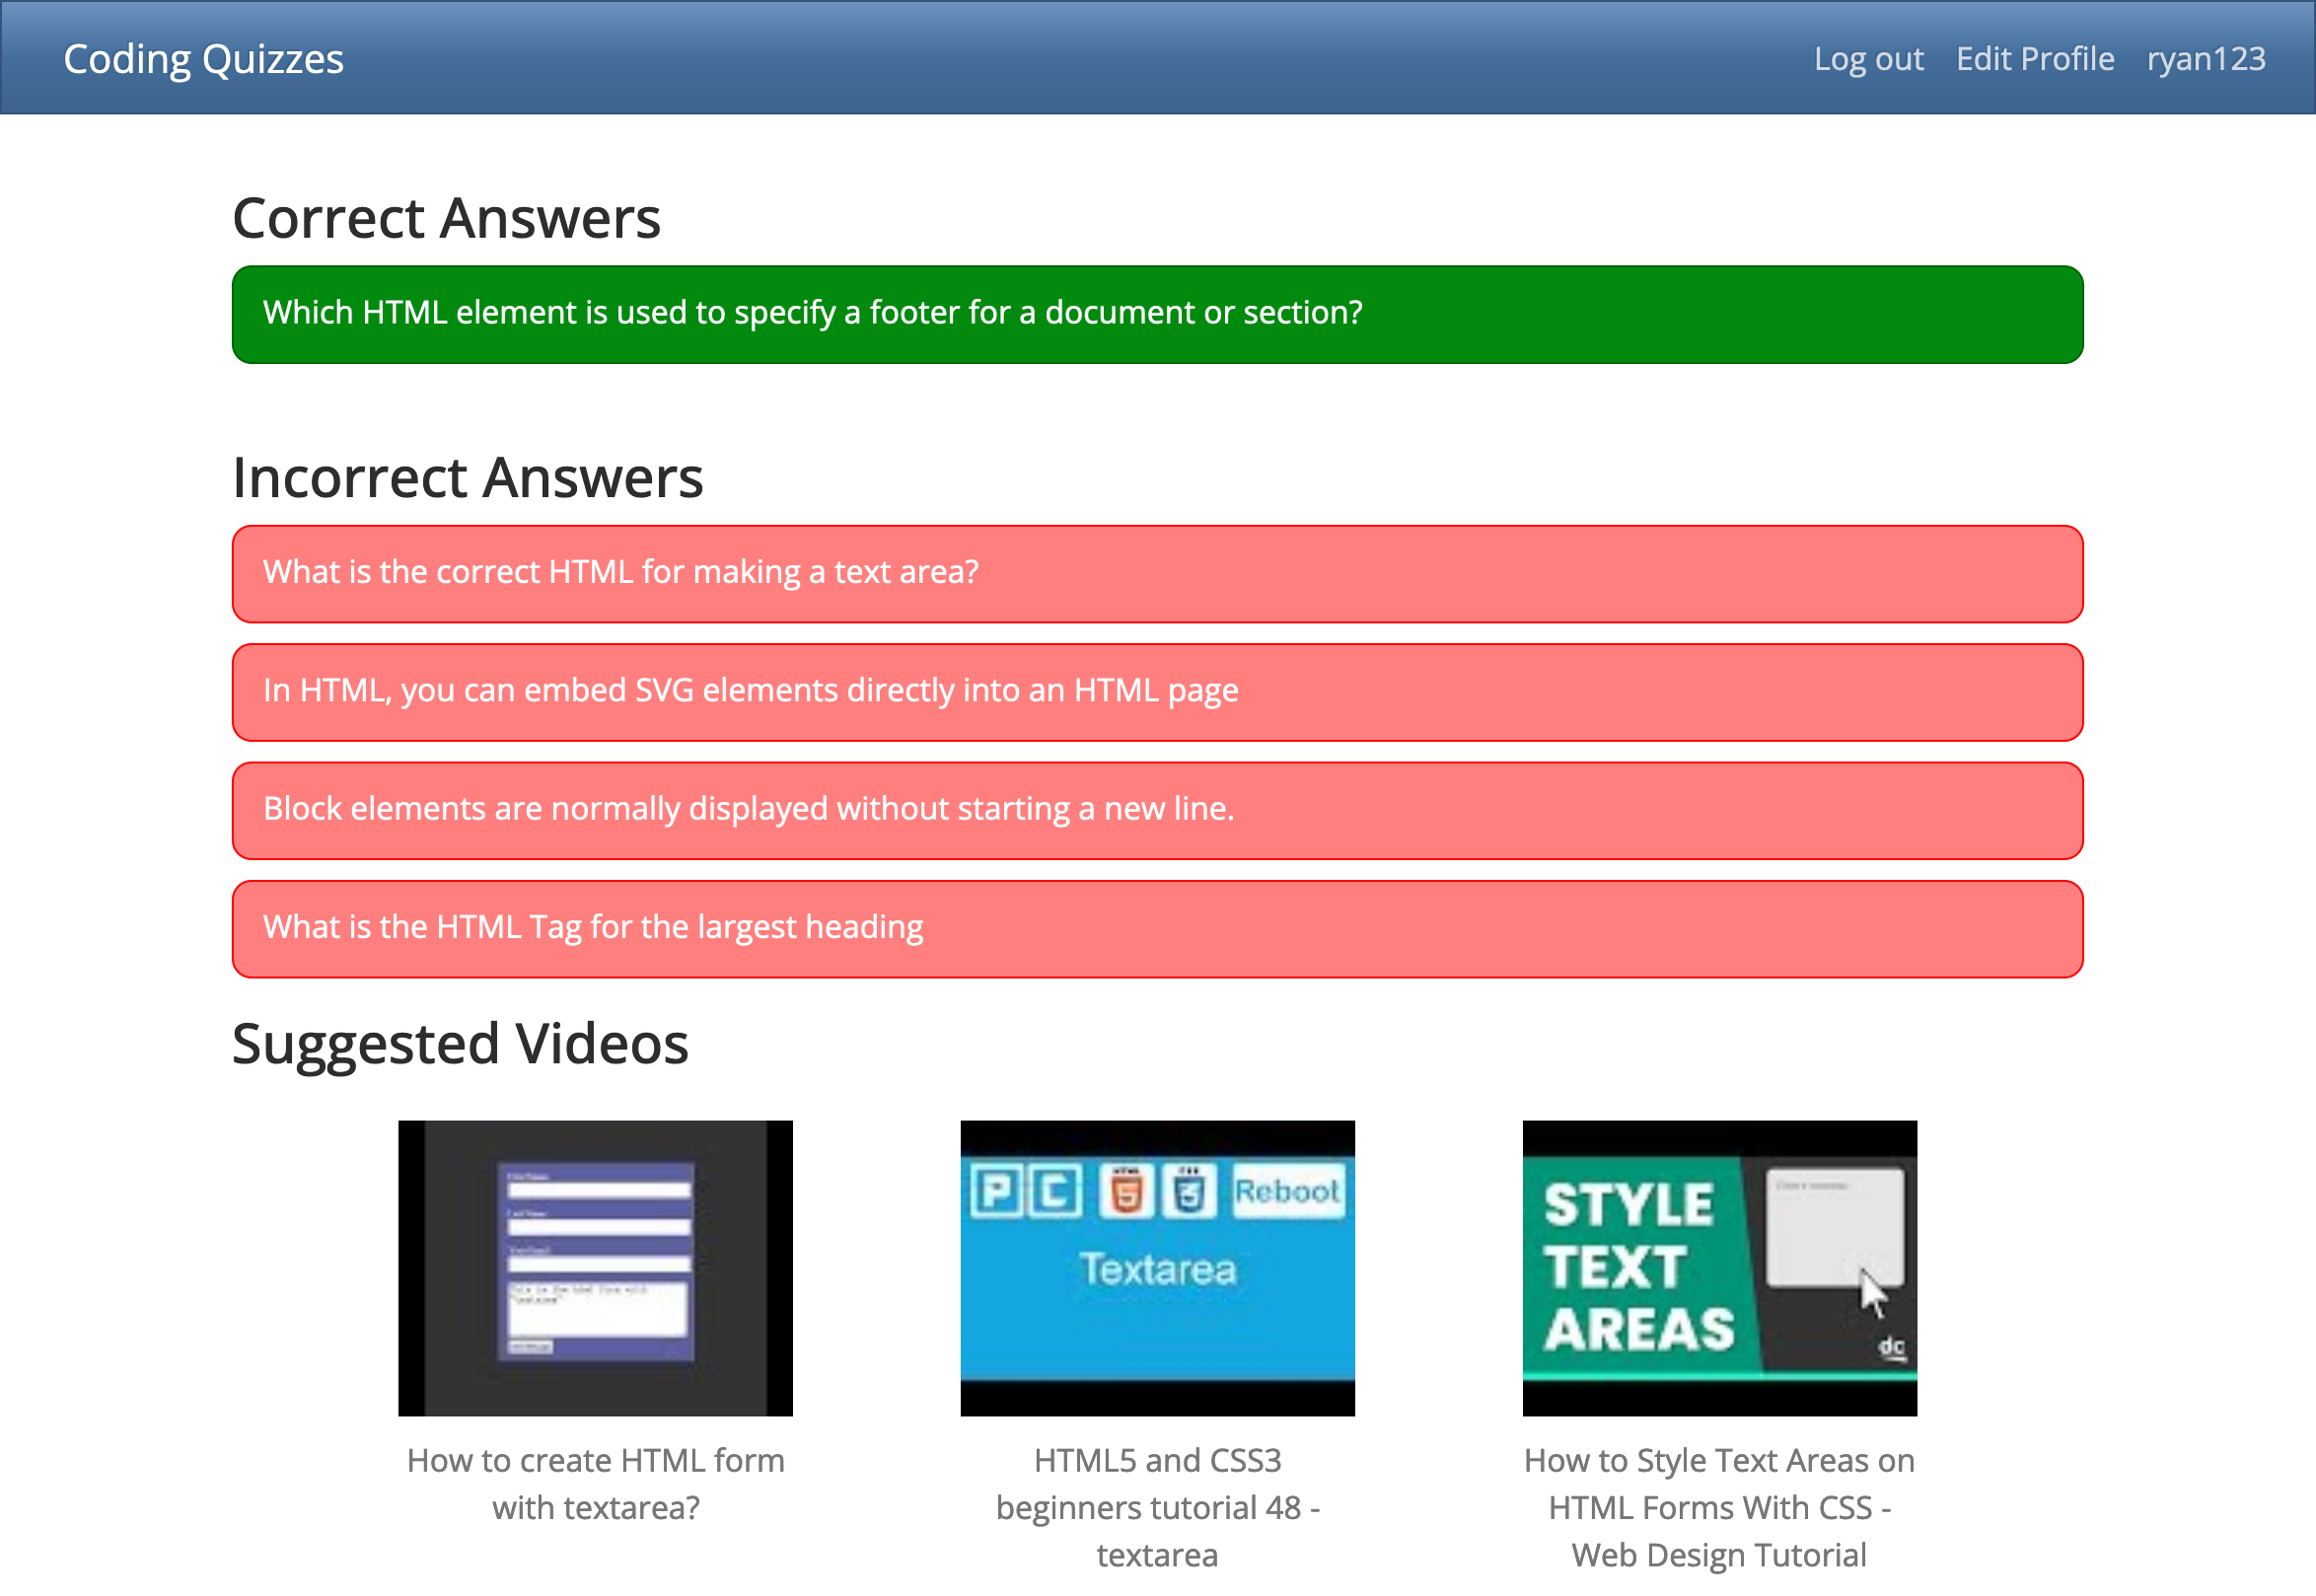 Coding Quizzes
Log out Edit Profile ryan123
Correct Answers
Which HTML element is used to specify a footer for a document or section?
Incorrect Answers
What is the correct HTML for making a text area?
In HTML, you can embed SVG elements directly into an HTML page
Block elements are normally displayed without starting a new line.
What is the HTML Tag for the largest heading
Suggested Videos
P C HTML 5 Reboot
Textarea
STYLE
TEXT
AREAS
dc
How to create HTML form
with textarea?
HTML5 and CSS3
beginners tutorial 48 -
textarea
How to Style Text Areas on
HTML Forms With CSS -
Web Design Tutorial